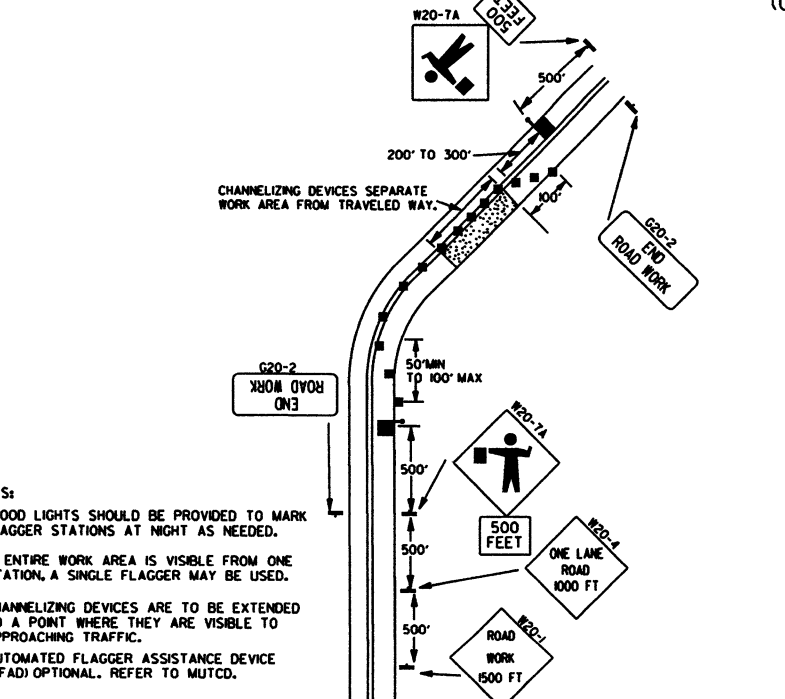 W20-7A
500
FEET
500'
200' TO 300'
CHANNELIZING DEVICES SEPARATE
WORK AREA FROM TRAVELED WAY.
100'
G20-2
END
ROAD WORK
50'MIN
TO 100' MAX
G20-2
END
ROAD WORK
W20-7A
500'
500
FEET
W20-4
ONE LANE
ROAD
1000 FT
500'
W20-1
ROAD
WORK
1500 FT
500'
S:
OOD LIGHTS SHOULD BE PROVIDED TO MARK
AGGER STATIONS AT NIGHT AS NEEDED.
ENTIRE WORK AREA IS VISIBLE FROM ONE
TATION, A SINGLE FLAGGER MAY BE USED.
HANNELIZING DEVICES ARE TO BE EXTENDED
A POINT WHERE THEY ARE VISIBLE TO
PPROACHING TRAFFIC.
UTOMATED FLAGGER ASSISTANCE DEVICE
FAD) OPTIONAL. REFER TO MUTCD.